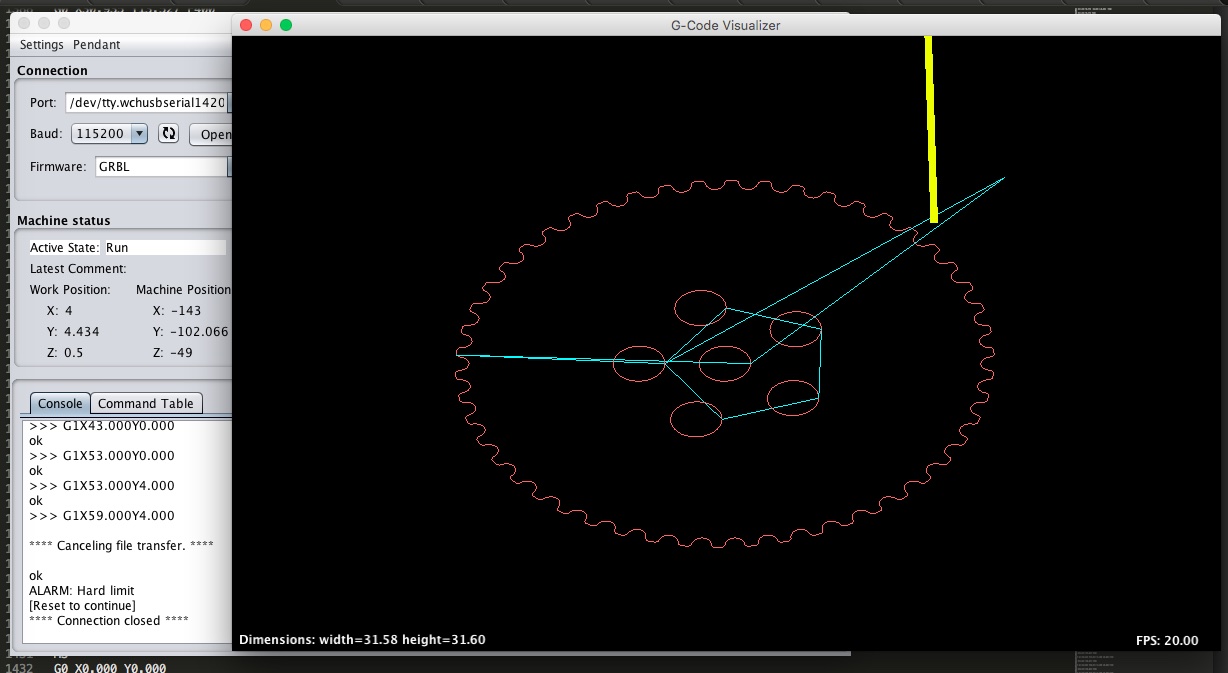 G-Code Visualizer
Settings Pendant
Connection
Port: /dev/tty.wchusbserial1420
Baud: 115200 Open
Firmware: GRBL
Machine status
Active State: Run
Latest Comment:
Work Position: Machine Position
X: 4 X: -143
Y: 4.434 Y: -102.066
Z: 0.5 Z: -49
Console Command Table
>>> G1X43.000Y0.000
ok
>>> G1X53.000Y0.000
ok
>>> G1X53.000Y4.000
ok
>>> G1X59.000Y4.000
**** Canceling file transfer. ****
ok
ALARM: Hard limit
[Reset to continue]
**** Connection closed ****
Dimensions: width=31.58 height=31.60
FPS: 20.00
1432 G0 X0.000 Y0.000